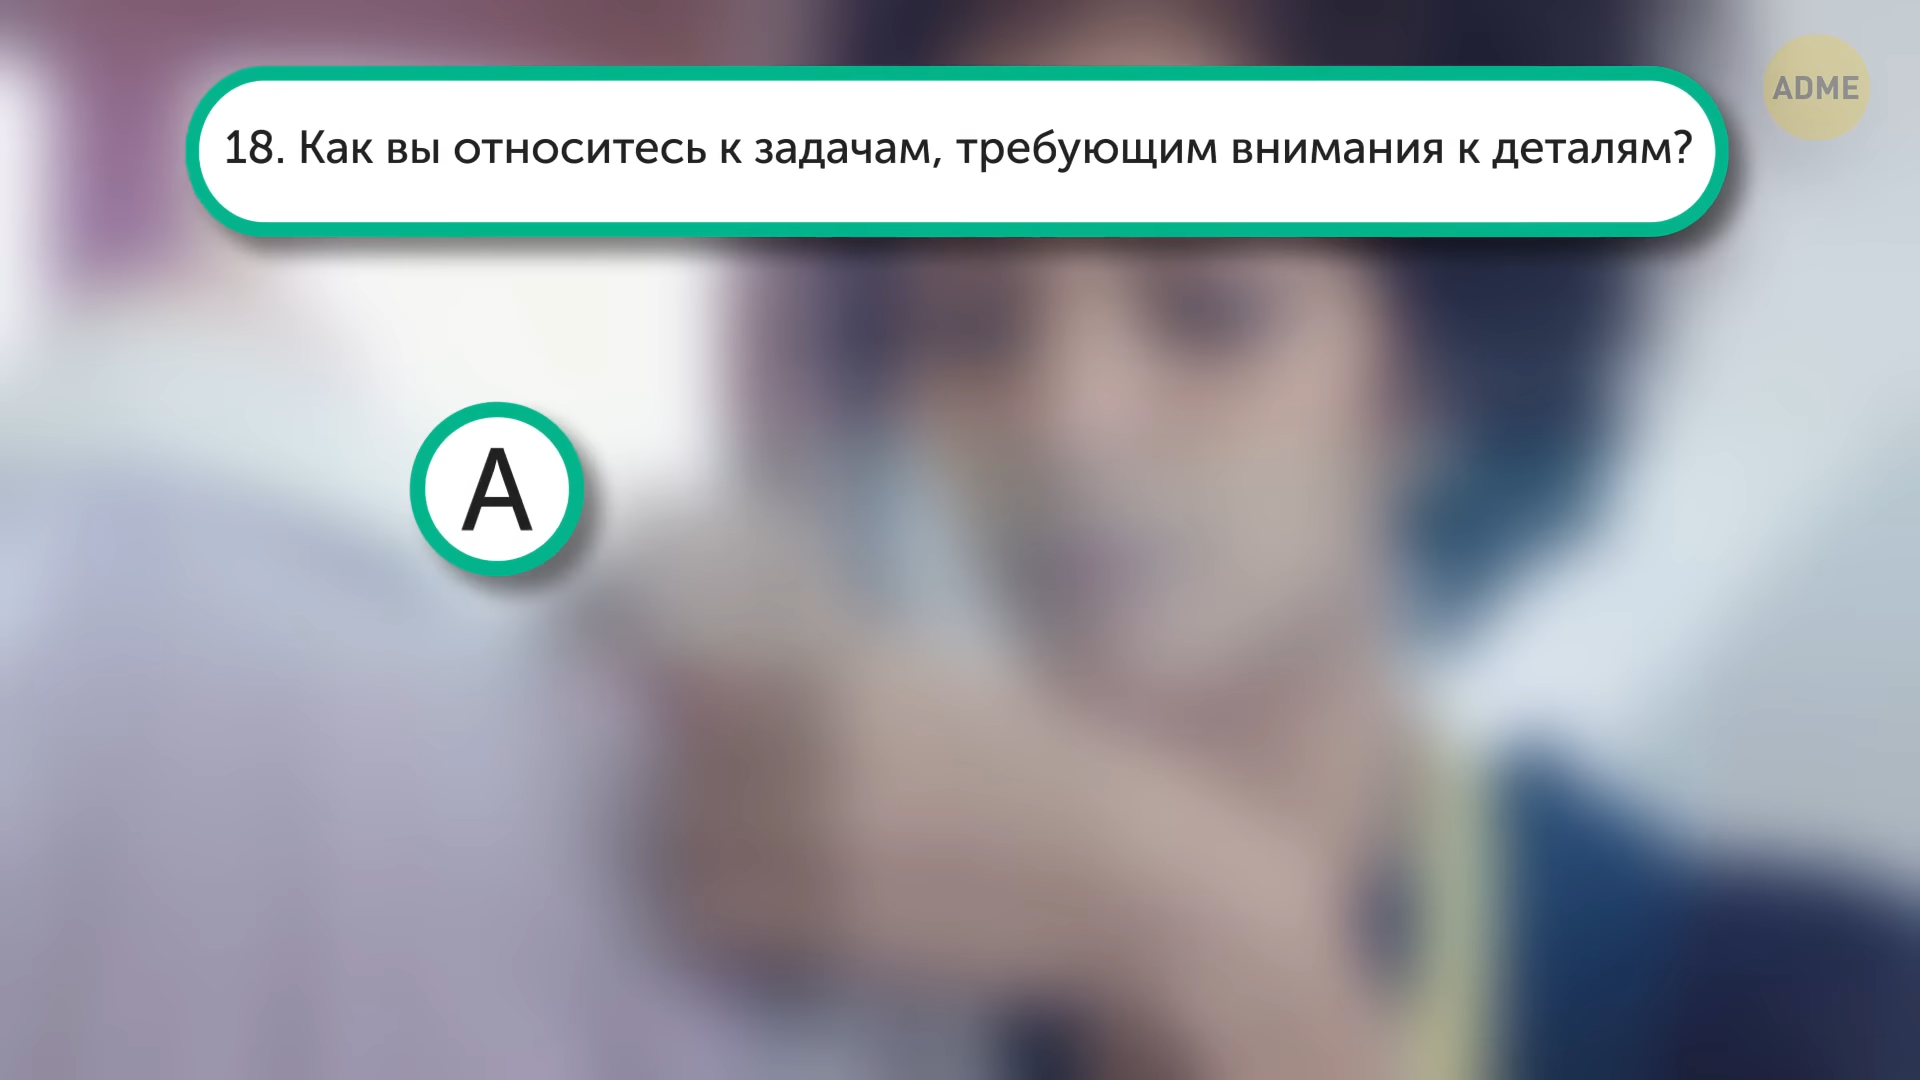 18. Как вы относитесь к задачам, требующим внимания к деталям?
ADME
A